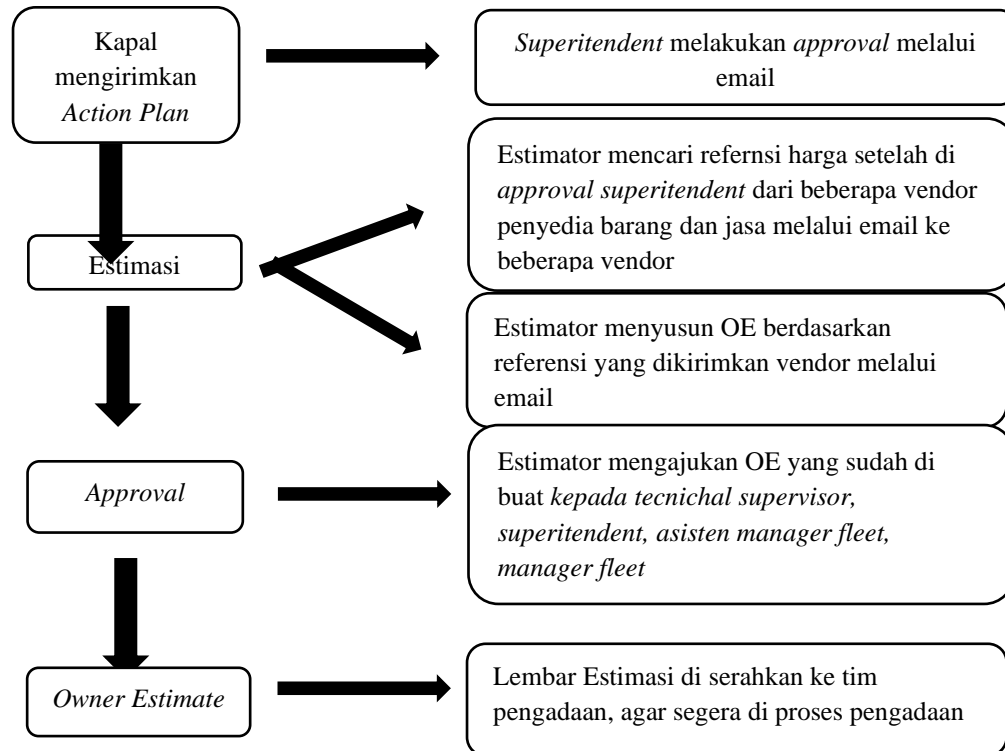 Kapal
mengirimkan
Action Plan
Superitendent melakukan approval melalui
email
Estimator mencari refernsi harga setelah di
approval superitendent dari beberapa vendor
penyedia barang dan jasa melalui email ke
beberapa vendor
Estimasi
Estimator menyusun OE berdasarkan
referensi yang dikirimkan vendor melalui
email
Approval
Estimator mengajukan OE yang sudah di
buat kepada tecnichal supervisor,
superitendent, asisten manager fleet,
manager fleet
Owner Estimate
Lembar Estimasi di serahkan ke tim
pengadaan, agar segera di proses pengadaan